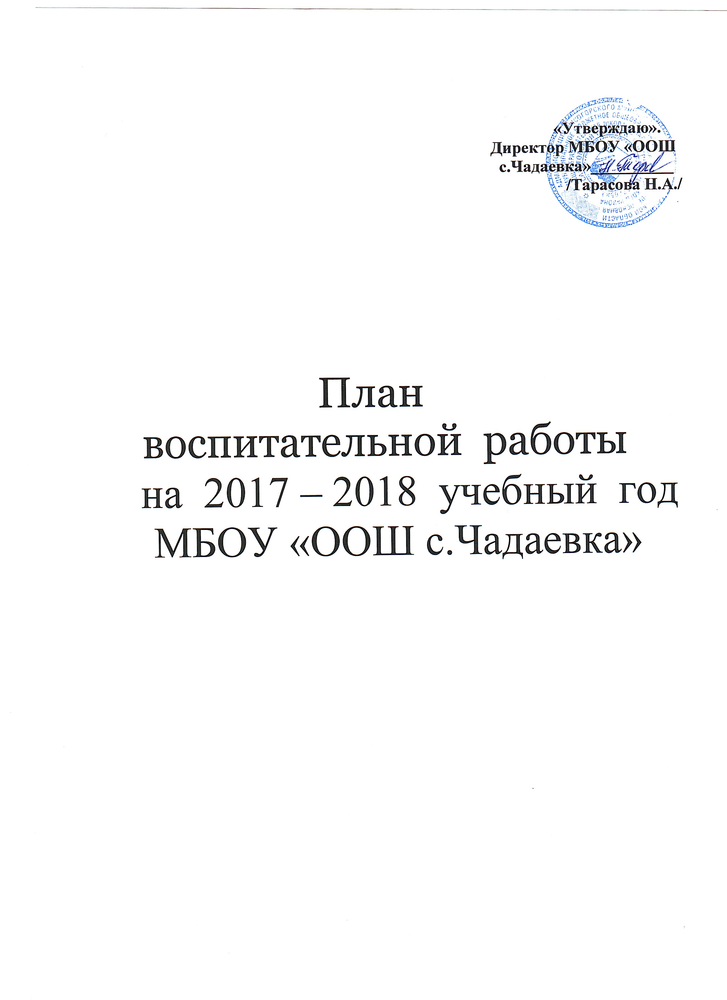 «Утверждаю».
Директор МБОУ «ООШ
с.Чадаевка»
/Тарасова Н.А./
План
воспитательной работы
на 2017 – 2018 учебный год
МБОУ «ООШ с.Чадаевка»